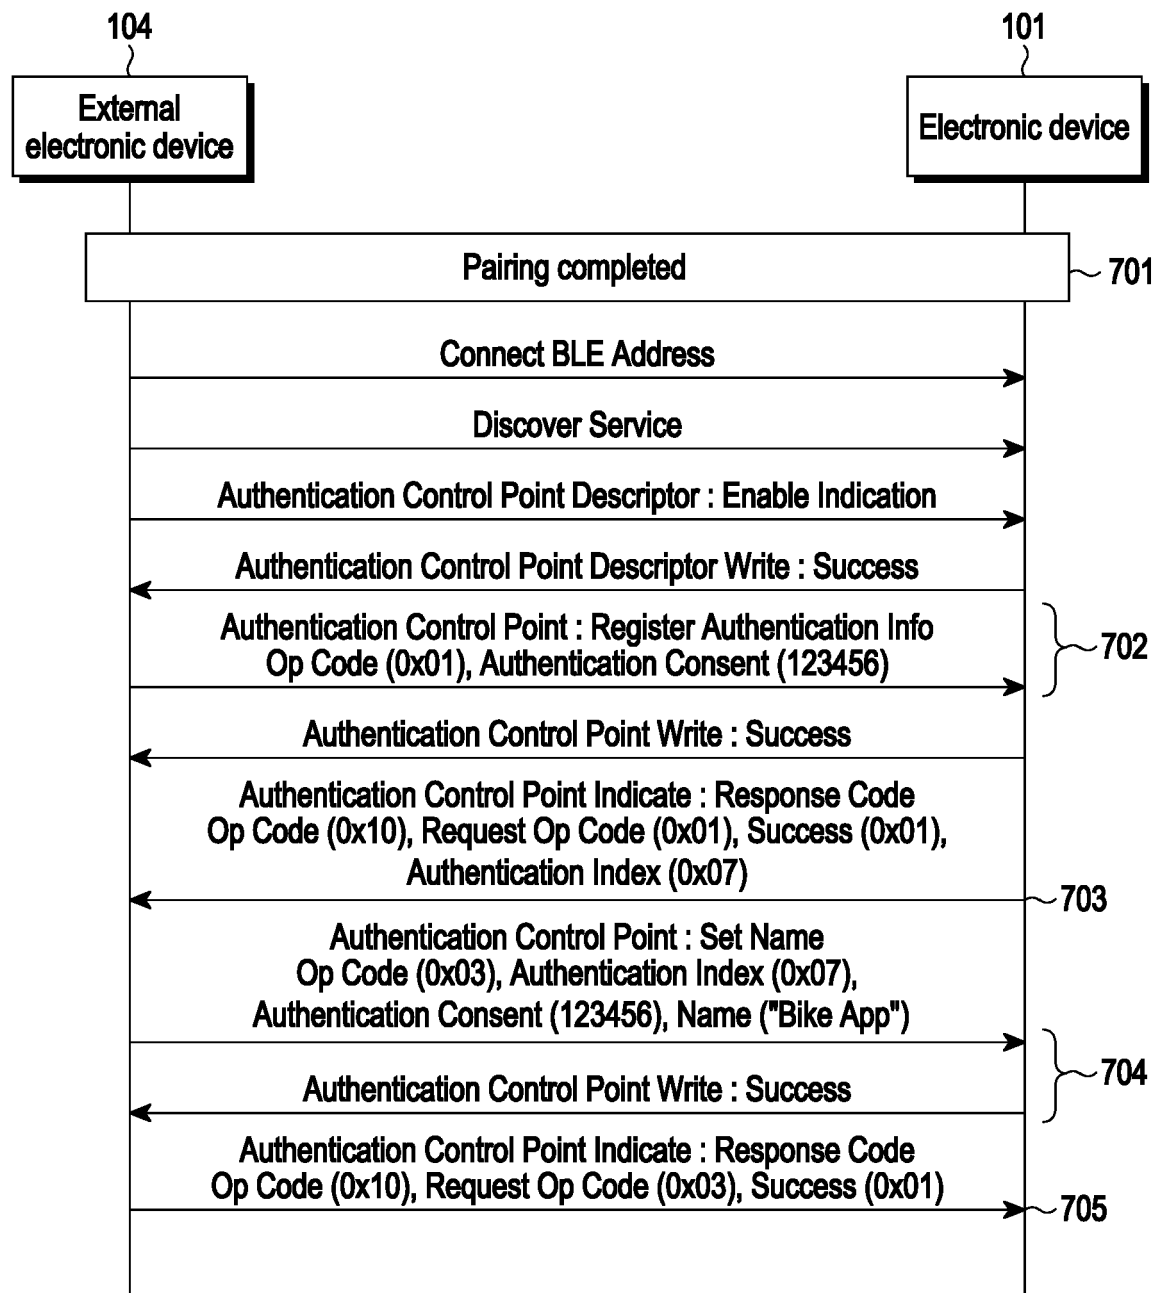 104
101
External
electronic device
Electronic device
Pairing completed
701
Connect BLE Address
Discover Service
Authentication Control Point Descriptor : Enable Indication
Authentication Control Point Descriptor Write : Success
Authentication Control Point : Register Authentication Info
Op Code (0x01), Authentication Consent (123456)
702
Authentication Control Point Write : Success
Authentication Control Point Indicate : Response Code
Op Code (0x10), Request Op Code (0x01), Success (0x01),
Authentication Index (0x07)
703
Authentication Control Point : Set Name
Op Code (0x03), Authentication Index (0x07),
Authentication Consent (123456), Name ("Bike App")
704
Authentication Control Point Write : Success
Authentication Control Point Indicate : Response Code
Op Code (0x10), Request Op Code (0x03), Success (0x01)
705